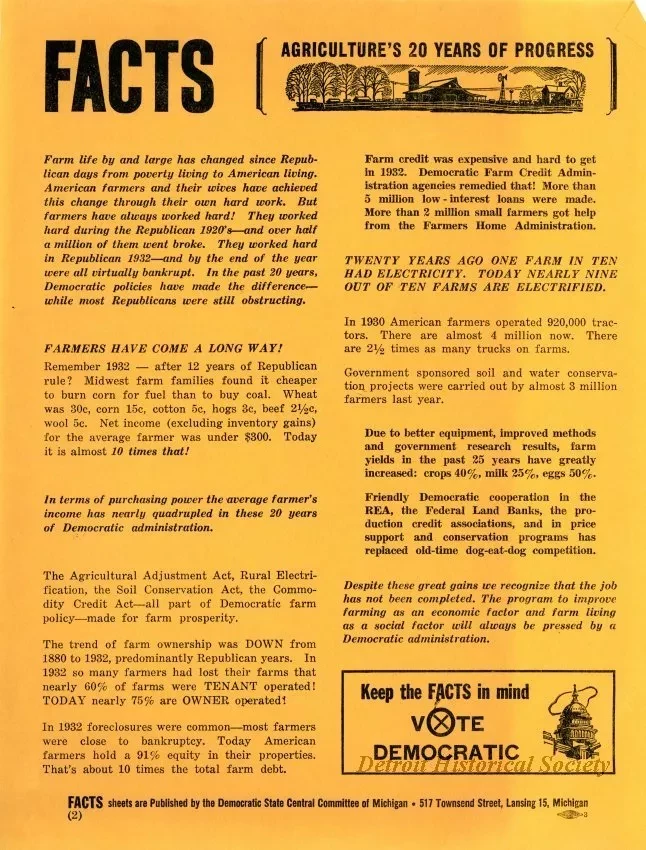 FACTS
AGRICULTURE'S 20 YEARS OF PROGRESS
Farm life by and large has changed since Repub-
lican days from poverty living to American living.
American farmers and their wives have achieved
this change through their own hard work. But
farmers have always worked hard! They worked
hard during the Republican 1920's—and over half
a million of them went broke. They worked hard
in Republican 1932—and by the end of the year
were all virtually bankrupt. In the past 20 years,
Democratic policies have made the difference—
while most Republicans were still obstructing.
FARMERS HAVE COME A LONG WAY!
Remember 1932 — after 12 years of Republican
rule? Midwest farm families found it cheaper
to burn corn for fuel than to buy coal. Wheat
was 30c, corn 15c, cotton 5c, hogs 3c, beef 2½c,
wool 5c. Net income (excluding inventory gains)
for the average farmer was under $300. Today
it is almost 10 times that!
In terms of purchasing power the average farmer's
income has nearly quadrupled in these 20 years
of Democratic administration.
The Agricultural Adjustment Act, Rural Electri-
fication, the Soil Conservation Act, the Commo-
dity Credit Act—all part of Democratic farm
policy—made for farm prosperity.
The trend of farm ownership was DOWN from
1880 to 1932, predominantly Republican years. In
1932 so many farmers had lost their farms that
nearly 60% of farms were TENANT operated!
TODAY nearly 75% are OWNER operated!
In 1932 foreclosures were common—most farmers
were close to bankruptcy. Today American
farmers hold a 91% equity in their properties.
That's about 10 times the total farm debt.
Farm credit was expensive and hard to get
in 1932. Democratic Farm Credit Admin-
istration agencies remedied that! More than
5 million low-interest loans were made.
More than 2 million small farmers got help
from the Farmers Home Administration.
TWENTY YEARS AGO ONE FARM IN TEN
HAD ELECTRICITY. TODAY NEARLY NINE
OUT OF TEN FARMS ARE ELECTRIFIED.
In 1930 American farmers operated 920,000 trac-
tors. There are almost 4 million now. There
are 2½ times as many trucks on farms.
Government sponsored soil and water conserva-
tion projects were carried out by almost 3 million
farmers last year.
Due to better equipment, improved methods
and government research results, farm
yields in the past 25 years have greatly
increased: crops 40%, milk 25%, eggs 50%.
Friendly Democratic cooperation in the
REA, the Federal Land Banks, the pro-
duction credit associations, and in price
support and conservation programs has
replaced old-time dog-eat-dog competition.
Despite these great gains we recognize that the job
has not been completed. The program to improve
farming as an economic factor and farm living
as a social factor will always be pressed by a
Democratic administration.
Keep the FACTS in mind
VOTE
DEMOCRATIC
Detroit Historical Society
FACTS sheets are Published by the Democratic State Central Committee of Michigan • 517 Townsend Street, Lansing 15, Michigan
(2)
3